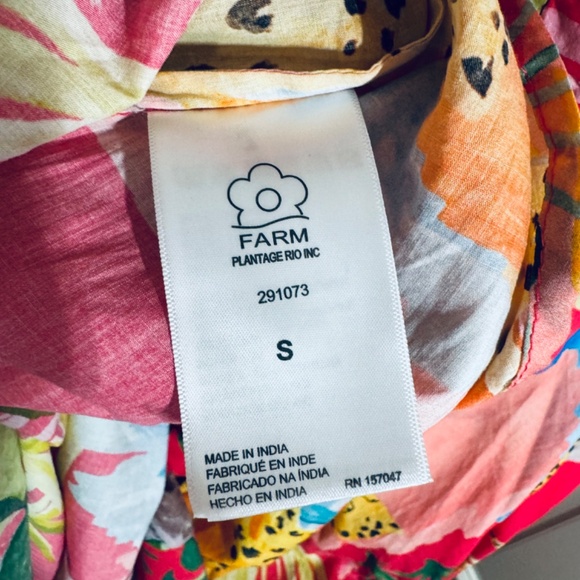 FARM
PLANTAGE RIO INC
291073
S
MADE IN INDIA
FABRIQUÉ EN INDE
FABRICADO NA ÍNDIA
HECHO EN INDIA
RN 157047